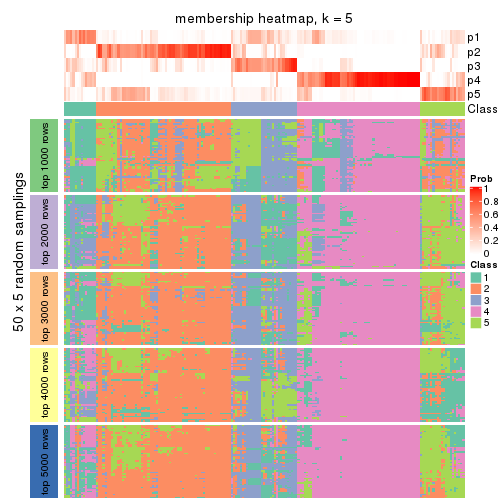 membership heatmap, k = 5
p1
p2
p3
p4
p5
Class
50 x 5 random samplings
top 1000 rows
top 2000 rows
top 3000 rows
top 4000 rows
top 5000 rows
Prob
1
0.8
0.6
0.4
0.2
0
Class
1
2
3
4
5